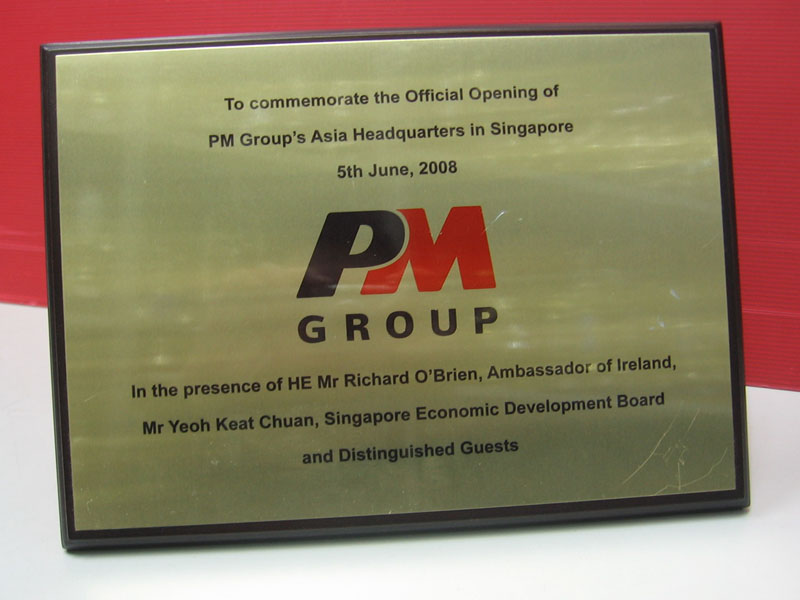 To commemorate the Official Opening of
PM Group's Asia Headquarters in Singapore
5th June, 2008
PM
GROUP
In the presence of HE Mr Richard O'Brien, Ambassador of Ireland,
Mr Yeoh Keat Chuan, Singapore Economic Development Board
and Distinguished Guests